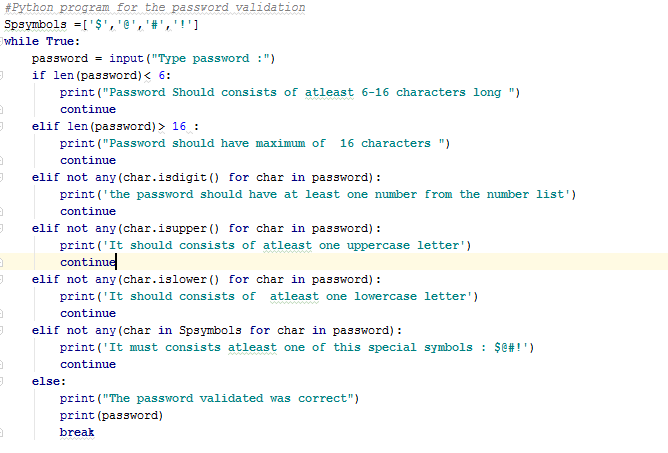 #Python program for the password validation
Spsymbols =['$','@','#','!']
while True:
    password = input("Type password :")
    if len(password)< 6:
        print("Password Should consists of atleast 6-16 characters long ")
        continue
    elif len(password)> 16 :
        print("Password should have maximum of  16 characters ")
        continue
    elif not any(char.isdigit() for char in password):
        print('the password should have at least one number from the number list')
        continue
    elif not any(char.isupper() for char in password):
        print('It should consists of atleast one uppercase letter')
        continue
    elif not any(char.islower() for char in password):
        print('It should consists of  atleast one lowercase letter')
        continue
    elif not any(char in Spsymbols for char in password):
        print('It must consists atleast one of this special symbols : $@#!')
        continue
    else:
        print("The password validated was correct")
        print(password)
        break